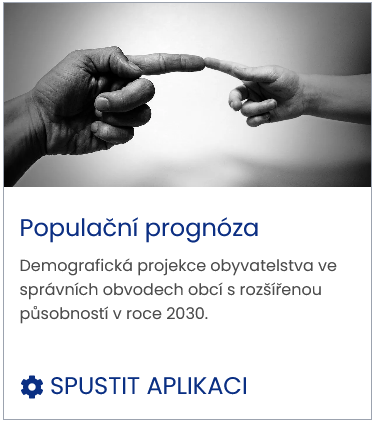 Populační prognóza
Demografická projekce obyvatelstva ve
správních obvodech obcí s rozšířenou
působností v roce 2030.
SPUSTIT APLIKACI